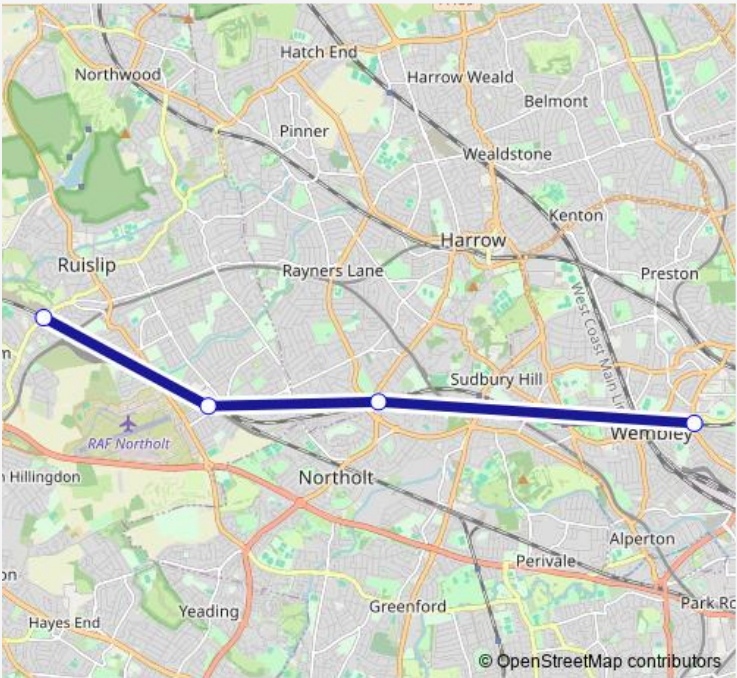 Hatch End
Northwood
Harrow Weald
Belmont
Pinner
Wealdstone
Kenton
Harrow
Ruislip
Rayners Lane
Preston
West Coast Main Li
Sudbury Hill
RAF Northolt
Wembley
Hillingdon
Northolt
Alperton
Perivale
Yeading
Greenford
Park Ro
Hayes End
© OpenStreetMap contributors